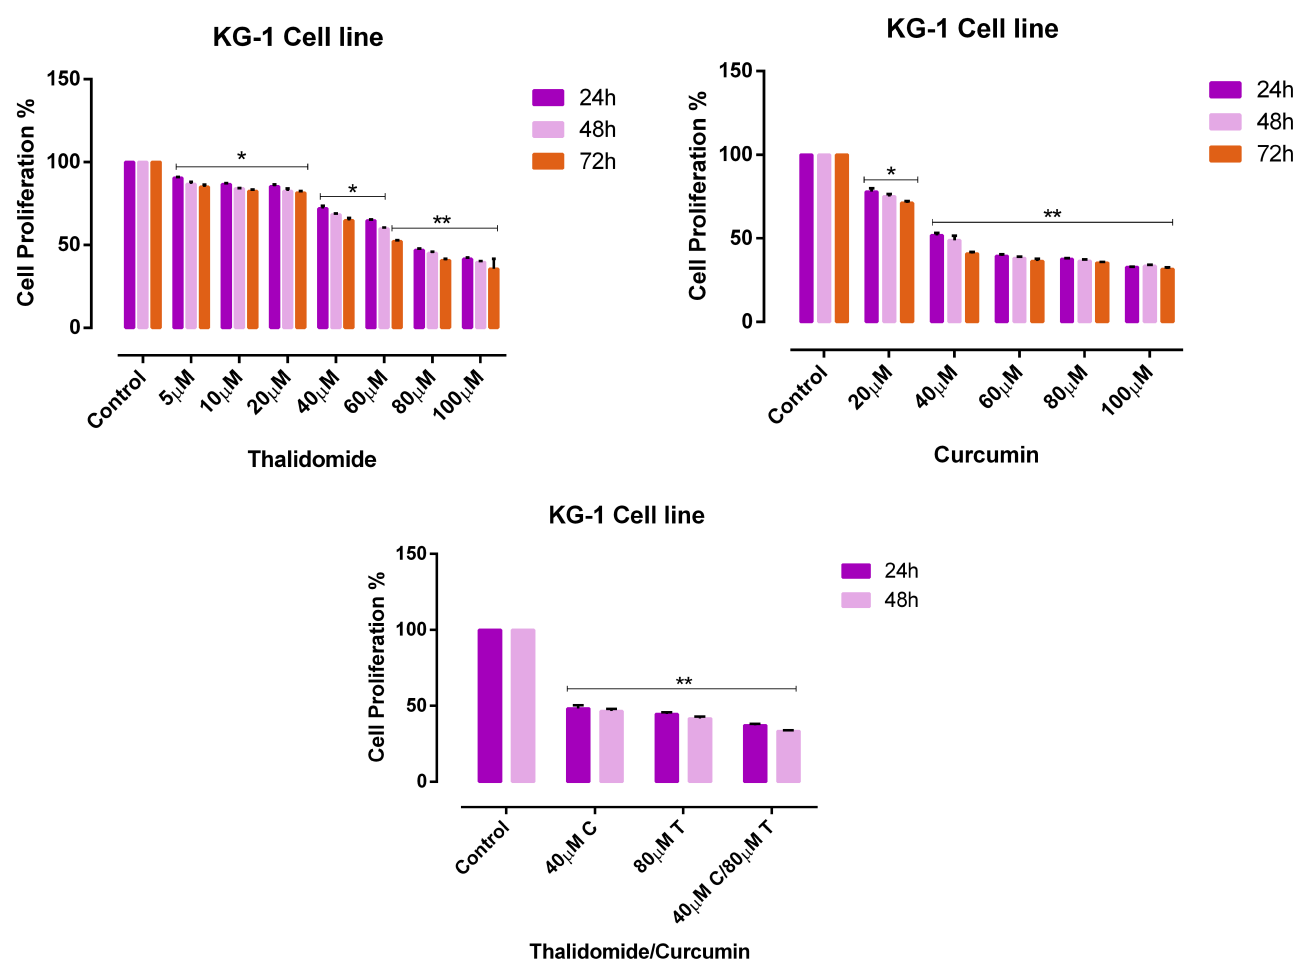 KG-1 Cell line
Cell Proliferation %
150
100
50
0
24h
48h
72h
*
*
**
Control
5μM
10μM
20μM
40μM
60μM
80μM
100μM
Thalidomide
KG-1 Cell line
Cell Proliferation %
150
100
50
0
24h
48h
72h
*
**
Control
20μM
40μM
60μM
80μM
100μM
Curcumin
KG-1 Cell line
Cell Proliferation %
150
100
50
0
24h
48h
**
Control
40μM C
80μM T
40μM C/80μM T
Thalidomide/Curcumin